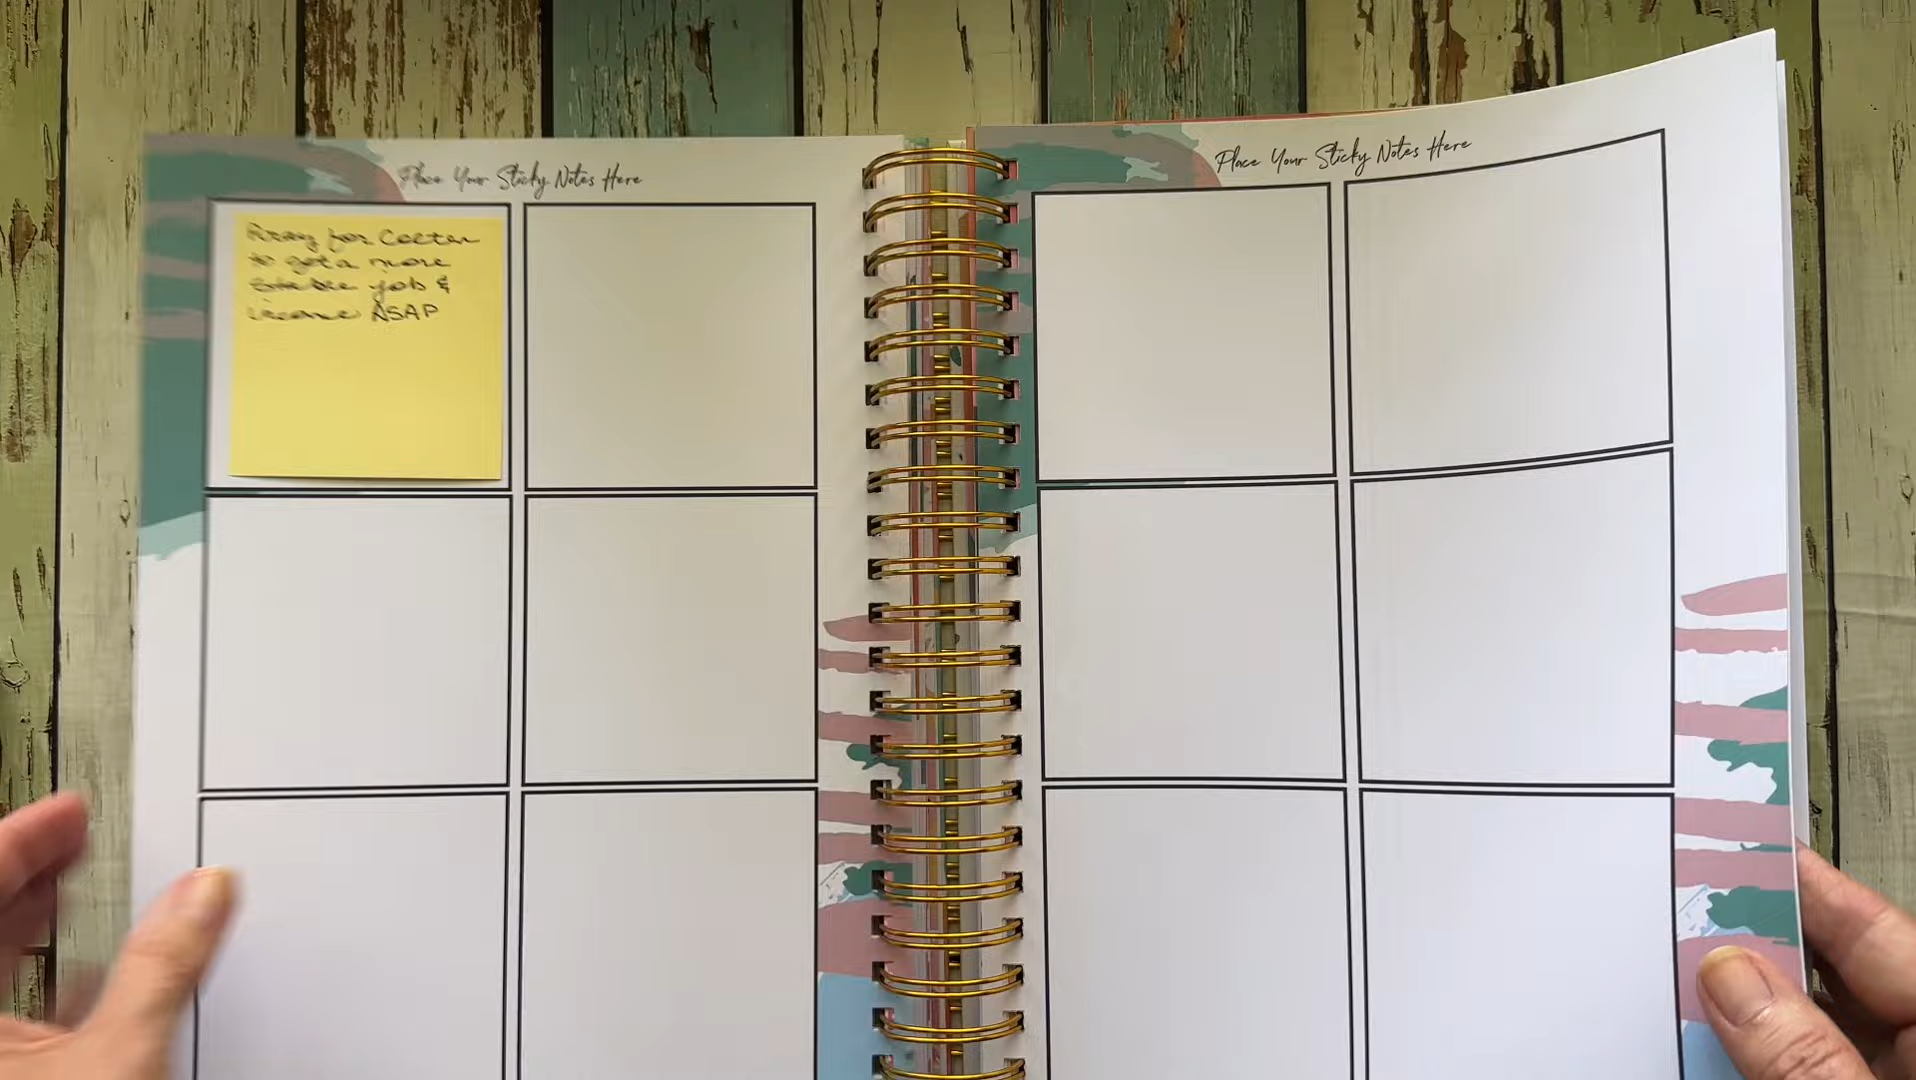 Place Your Sticky Notes Here
Pray for Carter
to get a more
stable job &
income ASAP
Place Your Sticky Notes Here